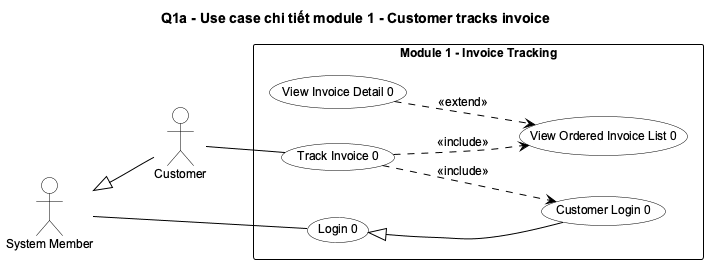 Q1a - Use case chi tiết module 1 - Customer tracks invoice
Module 1 - Invoice Tracking
View Invoice Detail 0
«extend»
View Ordered Invoice List 0
«include»
Track Invoice 0
«include»
Customer
Customer Login 0
Login 0
System Member